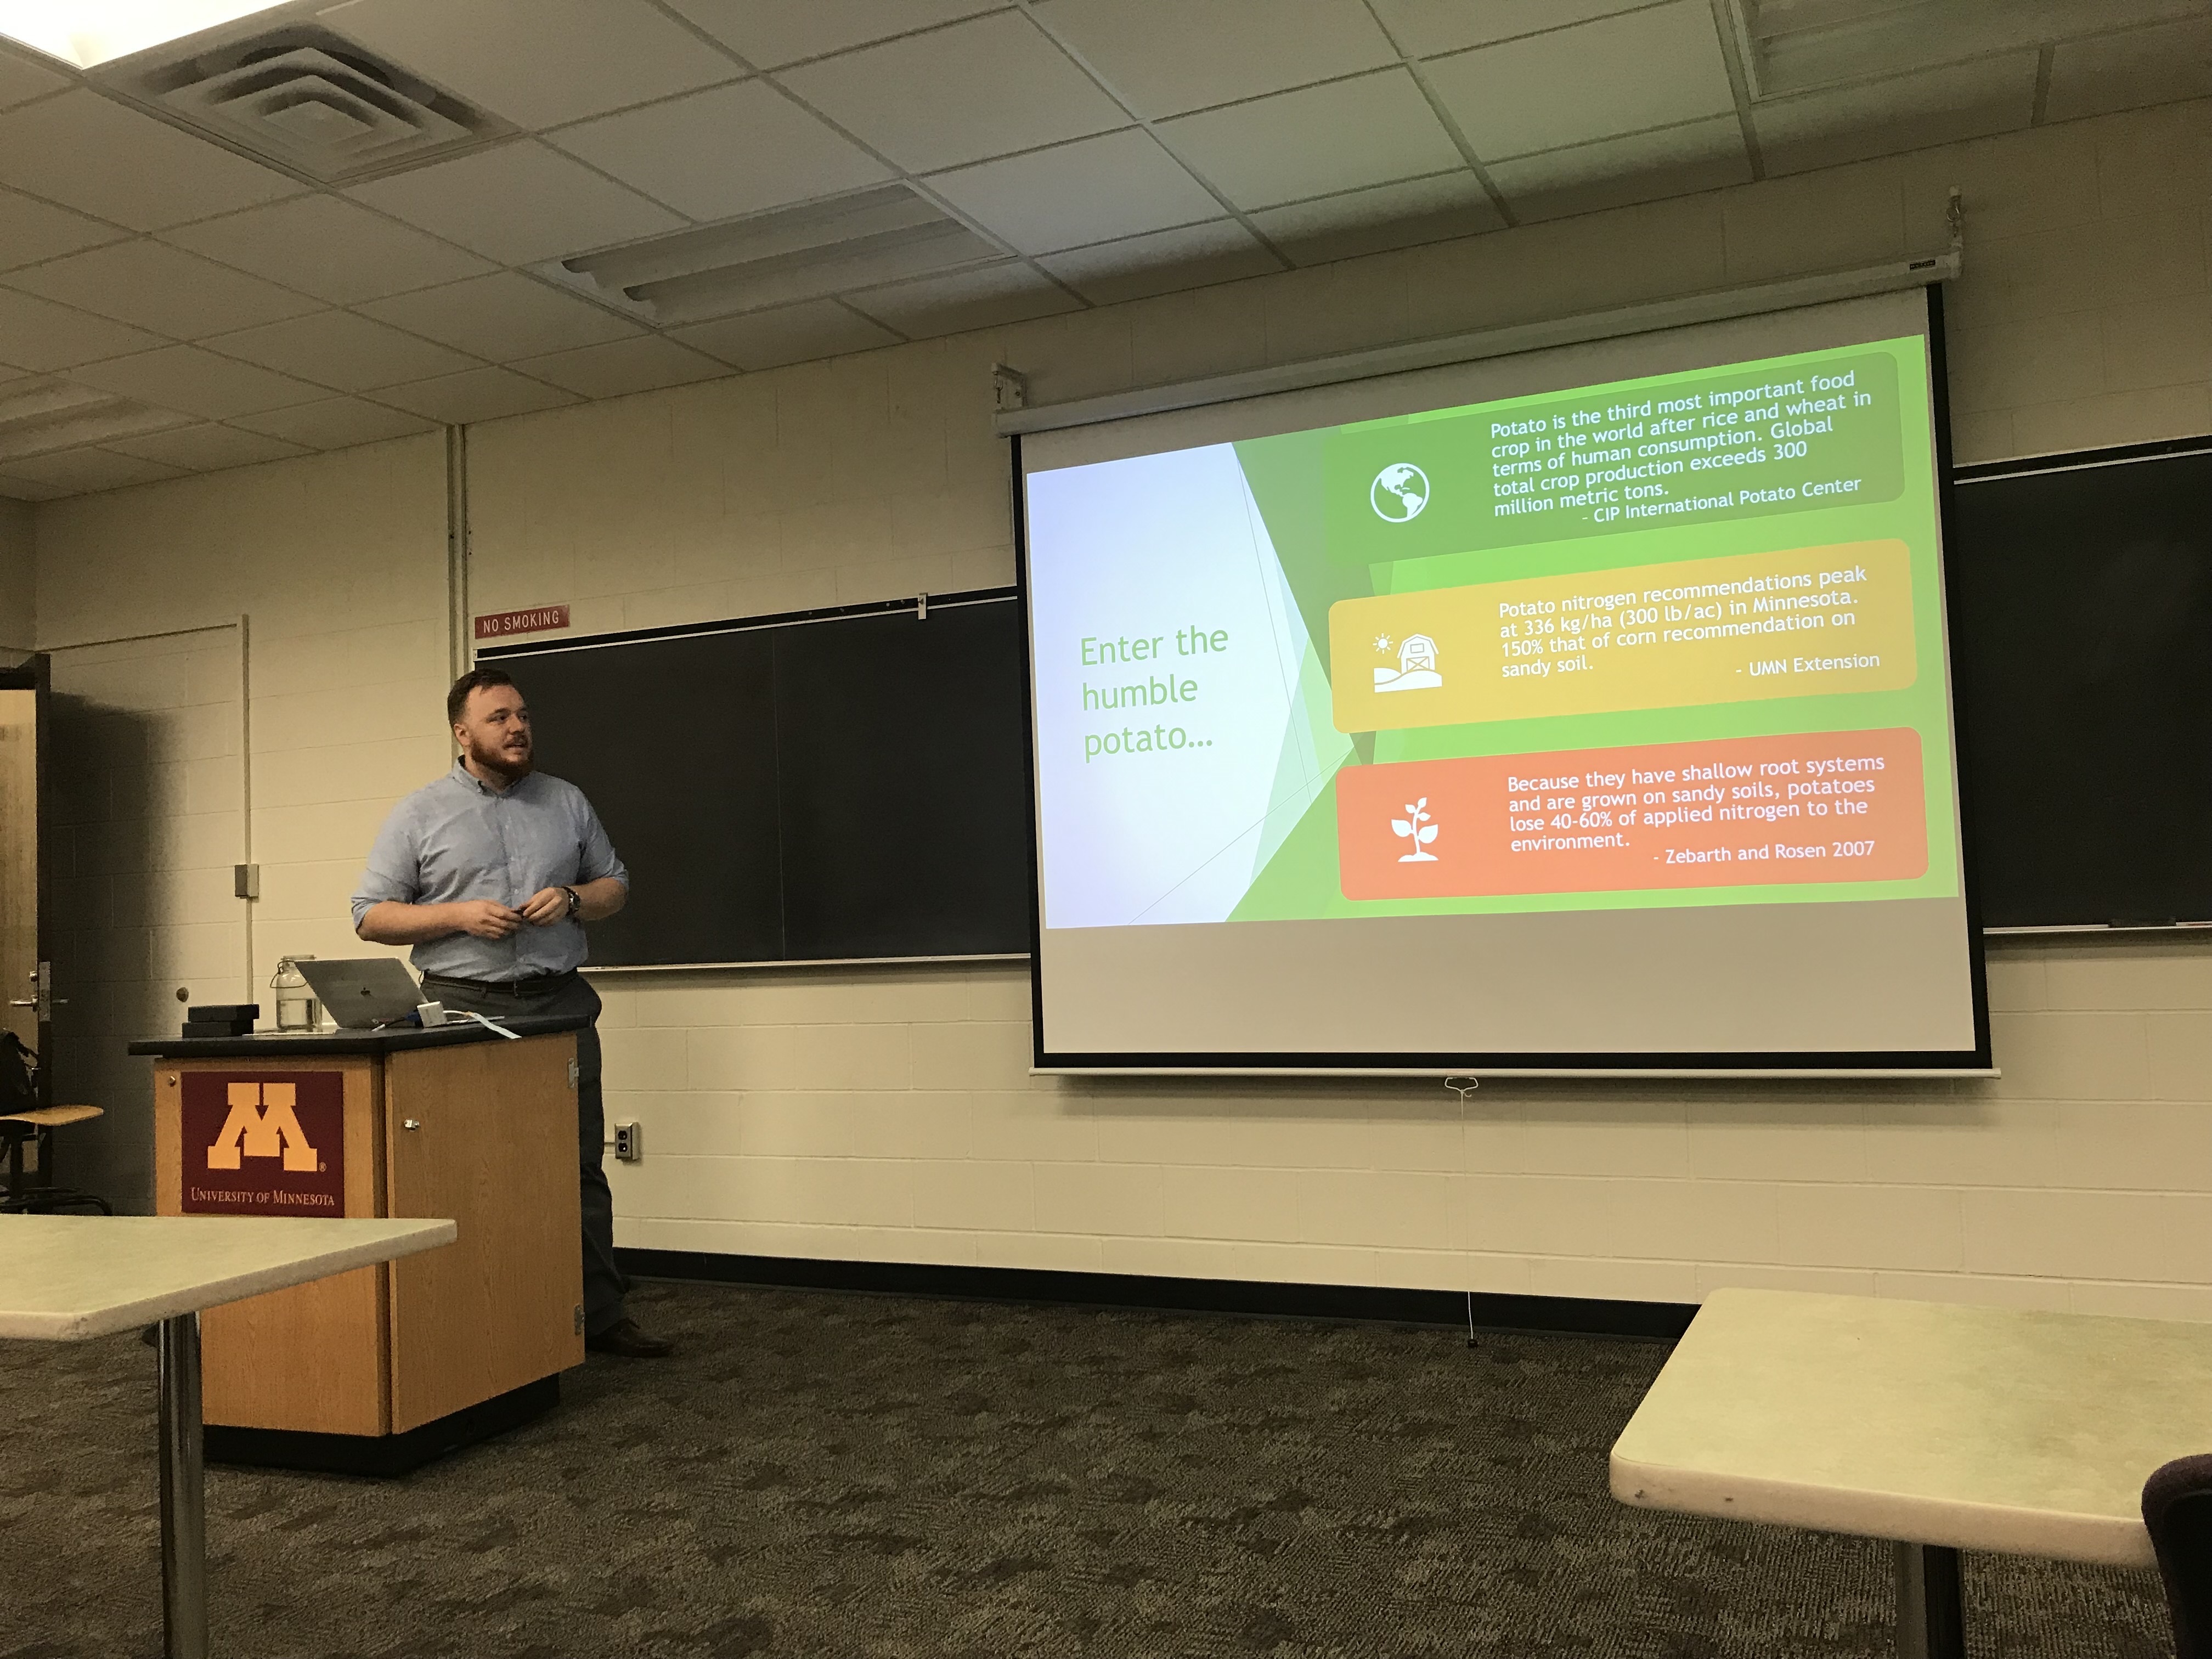 NO SMOKING
Enter the
humble
potato...
Potato is the third most important food
crop in the world after rice and wheat in
terms of human consumption. Global
total crop production exceeds 300
million metric tons.
- CIP International Potato Center
Potato nitrogen recommendations peak
at 336 kg/ha (300 lb/ac) in Minnesota.
150% that of corn recommendation on
sandy soil.
- UMN Extension
Because they have shallow root systems
and are grown on sandy soils, potatoes
lose 40-60% of applied nitrogen to the
environment.
- Zebarth and Rosen 2007
M®
UNIVERSITY OF MINNESOTA